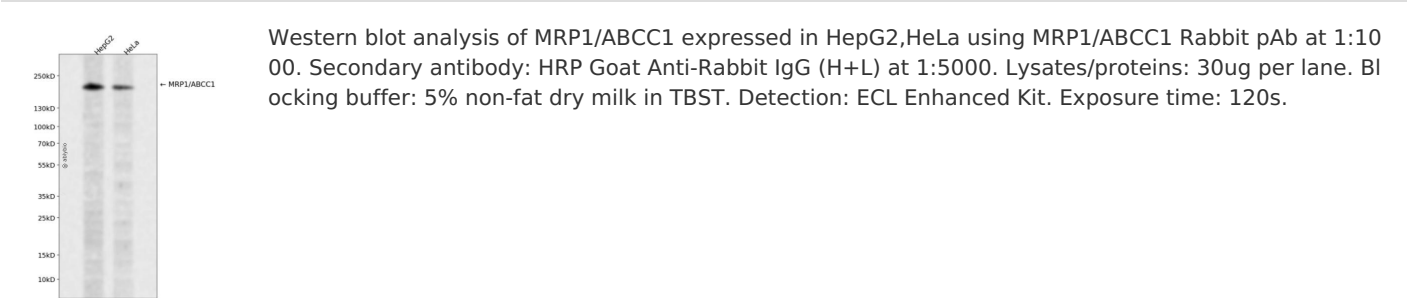 HepG2
HeLa
250kD
← MRP1/ABCC1
130kD
100kD
70kD
55kD
@ ablybio
35kD
25kD
15kD
10kD
Western blot analysis of MRP1/ABCC1 expressed in HepG2,HeLa using MRP1/ABCC1 Rabbit pAb at 1:10
00. Secondary antibody: HRP Goat Anti-Rabbit IgG (H+L) at 1:5000. Lysates/proteins: 30ug per lane. Bl
ocking buffer: 5% non-fat dry milk in TBST. Detection: ECL Enhanced Kit. Exposure time: 120s.